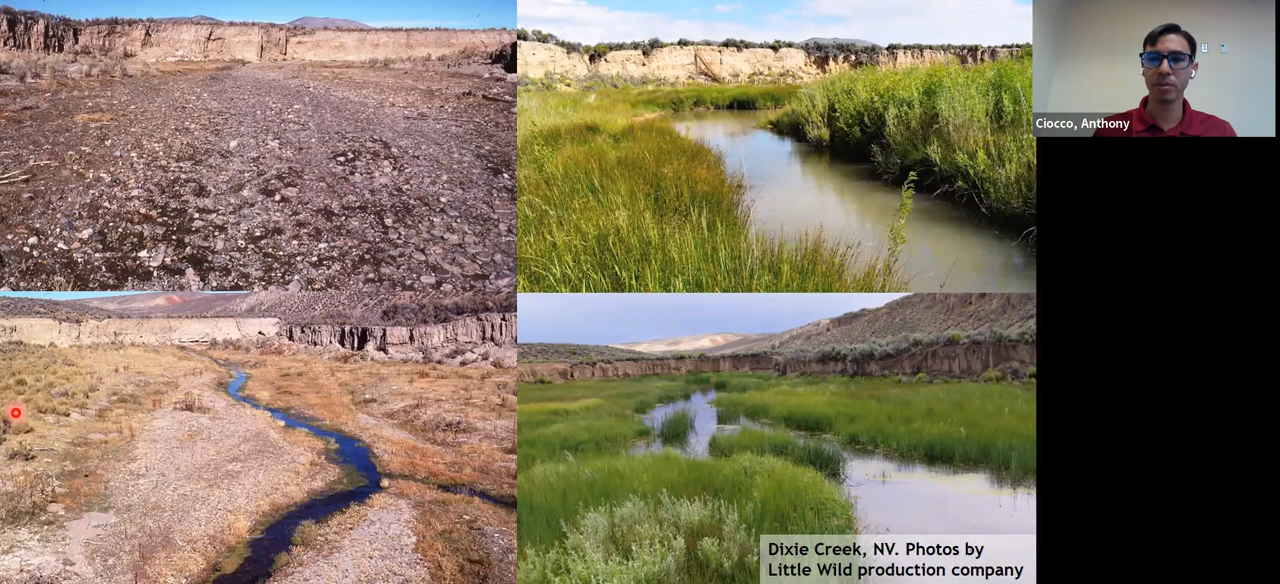 Ciocco, Anthony
Dixie Creek, NV. Photos by
Little Wild production company